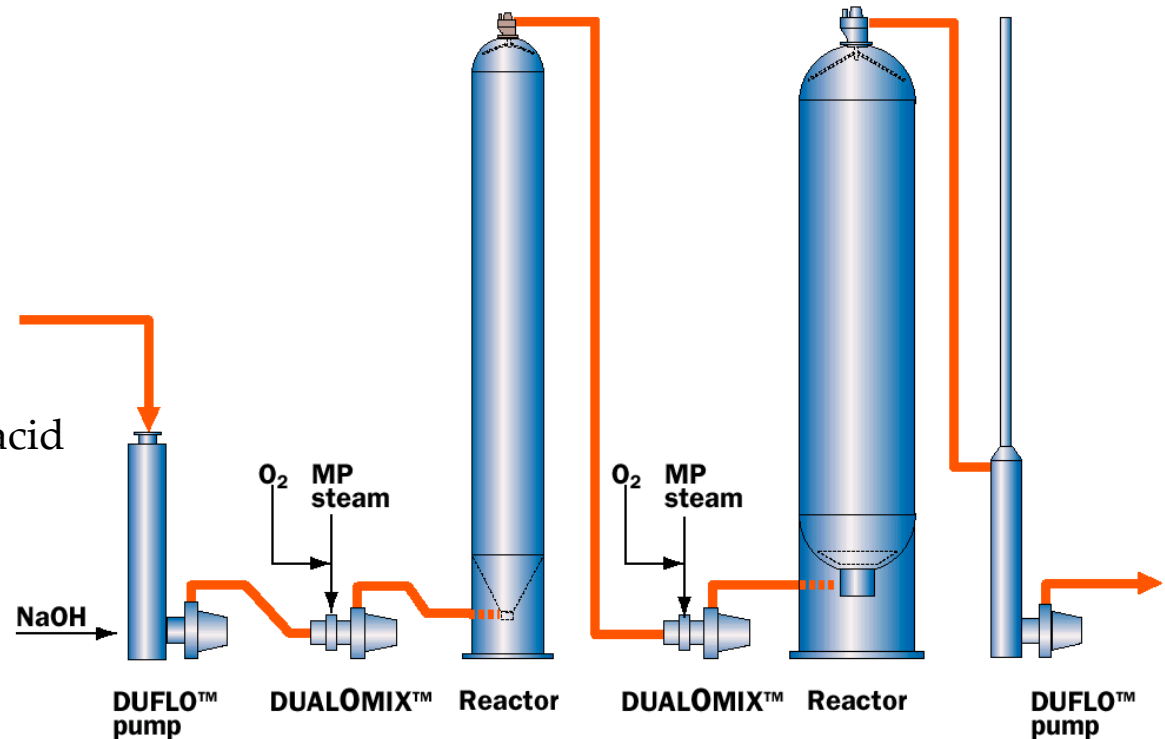 acid
O₂ MP steam
O₂ MP steam
NaOH
DUFLO™ pump
DUALOMIX™
Reactor
DUALOMIX™
Reactor
DUFLO™ pump